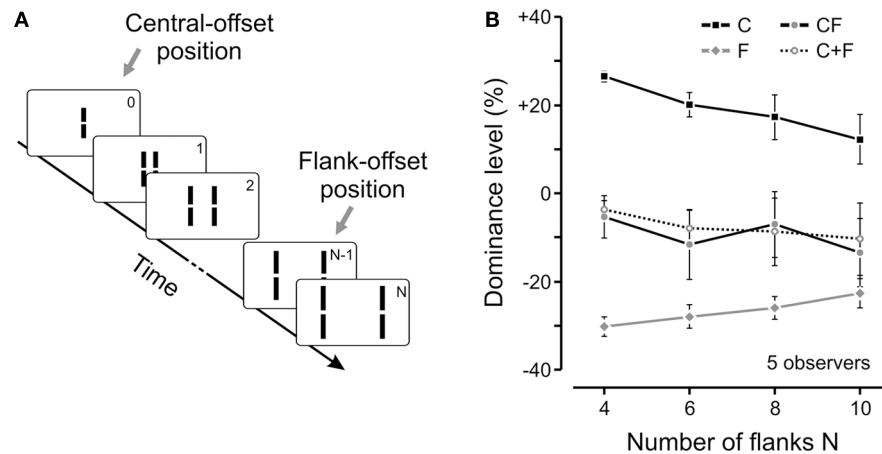 A
Central-offset
position
0
1
2
Flank-offset
position
N-1
N
Time
B
Dominance level (%)
+40
+20
0
-20
-40
C
CF
F
C+F
5 observers
4 6 8 10
Number of flanks N